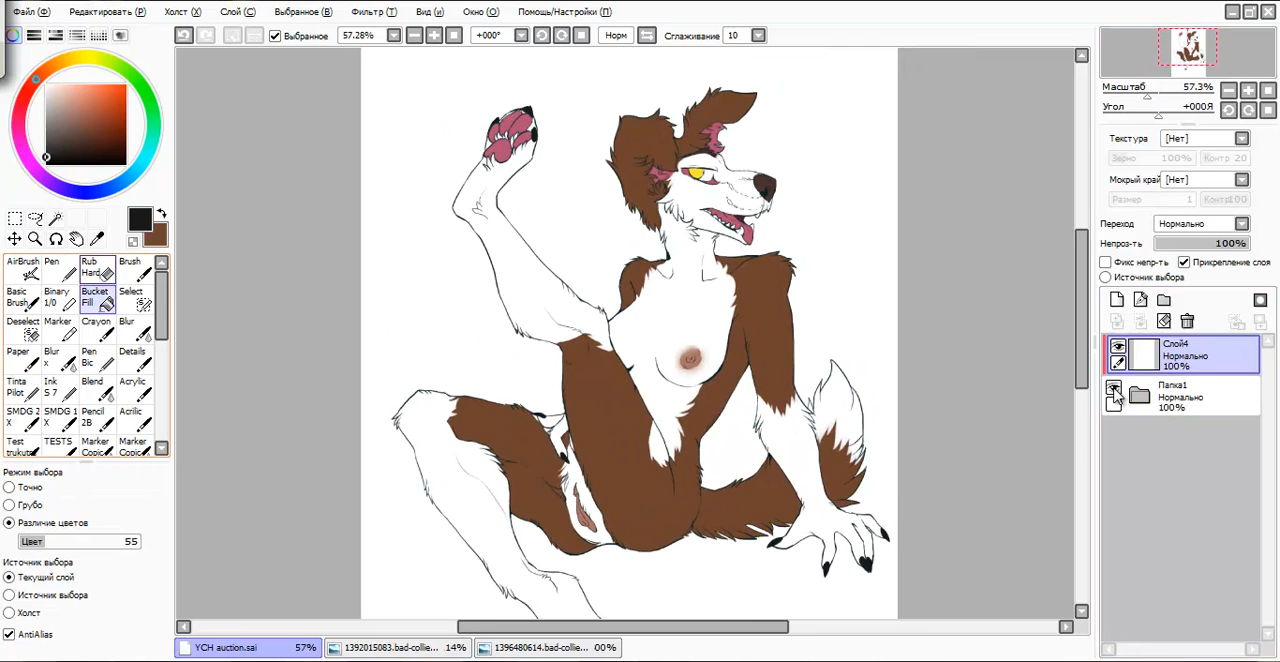 Файл (Ф) Редактировать (Р) Холст (X) Слой (С) Выбранное (В) Фильтр (Т) Вид (и) Окно (О) Помощь/Настройки (П)
Выбранное 57.28% +000° Норм Сглаживание 10
Масштаб 57.3%
Угол +000Я
Текстура [Нет]
Зерно 100% Контр 20
Мокрый край [Нет]
Размер 1 Контр 100
Переход Нормально
Непроз-ть 100%
Фикс непр-ть Прикрепление слоя
Источник выбора
Слой4
Нормально
100%
Папка1
Нормально
100%
AirBrush Pen Rub Hard Brush
Basic Brush Binary 1/0 Bucket Fill Select
Deselect Marker Crayon Blur
Paper Blur x Pen Bic Details
Tinta Pilot Ink S 7 Blend Acrylic
SMDG 2 X SMDG 1 X Pencil 2B Acrilic
Test trukute TESTS Marker Copic Marker Copic
Режим выбора
Точно
Грубо
Различие цветов
Цвет 55
Источник выбора
Текущий слой
Источник выбора
Холст
AntiAlias
YCH auction.sai 57% 1392015083.bad-collie... 14% 1396480614.bad-collie... 00%